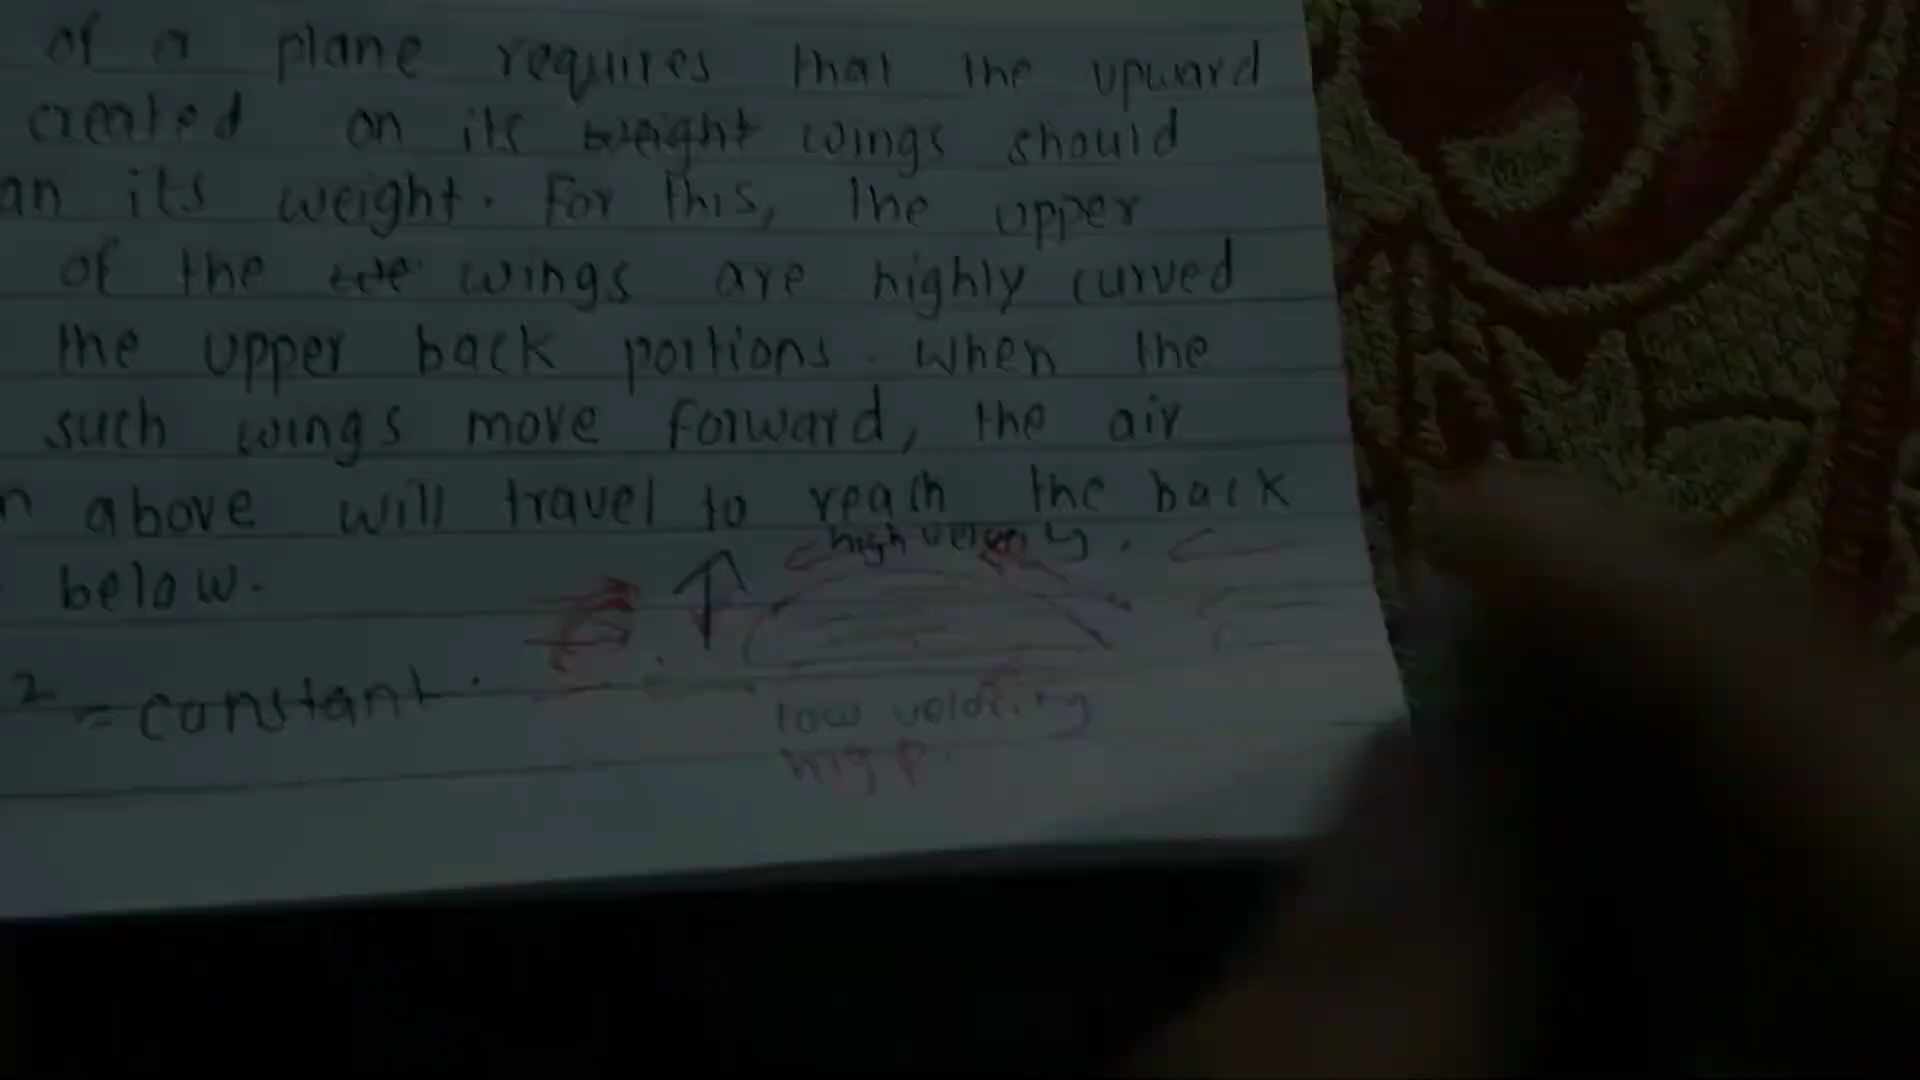 of a plane requires that the upward
created on its weight wings should
an its weight. For this, the upper
of the wings are highly curved
the upper back portions. When the
such wings move forward, the air
n above will travel to reach the back
high velocity.
below.
2 = constant.
low velocity
hig p.